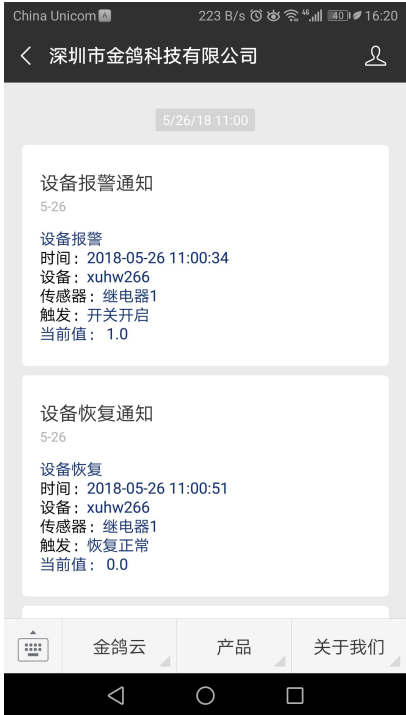 China Unicom A 223 B/s 4G 40 16:20
深圳市金鸽科技有限公司
5/26/18 11:00
设备报警通知
5-26
设备报警
时间：2018-05-26 11:00:34
设备：xuhw266
传感器：继电器1
触发：开关开启
当前值： 1.0
设备恢复通知
5-26
设备恢复
时间：2018-05-26 11:00:51
设备：xuhw266
传感器：继电器1
触发：恢复正常
当前值： 0.0
金鸽云 产品 关于我们